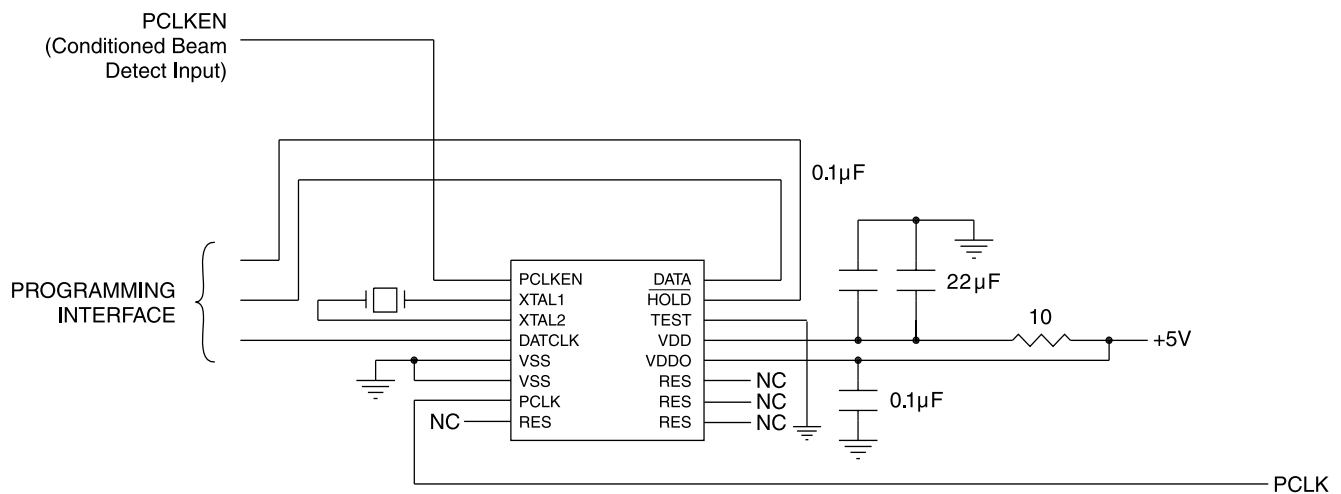 PCLKEN
(Conditioned Beam
Detect Input)
0.1µF
PROGRAMMING
INTERFACE
PCLKEN
XTAL1
XTAL2
DATCLK
VSS
VSS
PCLK
RES
DATA
HOLD
TEST
VDD
VDDO
RES
RES
RES
NC
NC
NC
NC
22µF
10
+5V
0.1µF
PCLK